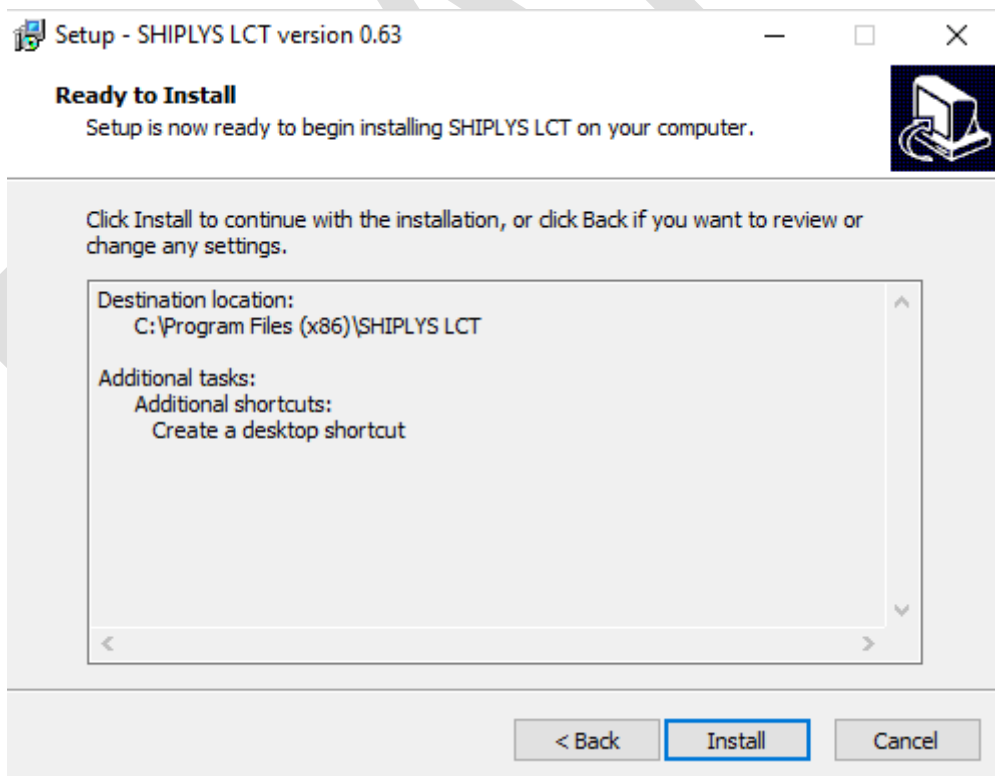 Setup - SHIPLYS LCT version 0.63
Ready to Install
Setup is now ready to begin installing SHIPLYS LCT on your computer.
Click Install to continue with the installation, or click Back if you want to review or
change any settings.
Destination location:
C:\Program Files (x86)\SHIPLYS LCT
Additional tasks:
Additional shortcuts:
Create a desktop shortcut
< Back
Install
Cancel